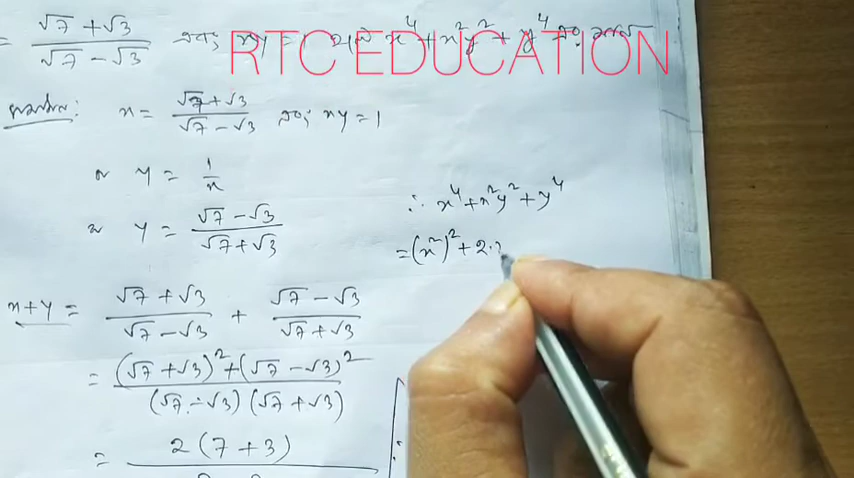 = √7 + √3 / √7 − √3 এবং xy = 1 হলে x⁴ + x²y² + y⁴ এর মান
RTC EDUCATION
সমাধান: x = √7 + √3 / √7 − √3 এবং xy = 1
বা y = 1/x
বা y = √7 − √3 / √7 + √3
∴ x⁴ + x²y² + y⁴
= (x²)² + 2.
x + y = √7 + √3 / √7 − √3 + √7 − √3 / √7 + √3
= (√7 + √3)² + (√7 − √3)² / (√7 − √3) (√7 + √3)
= 2 (7 + 3)